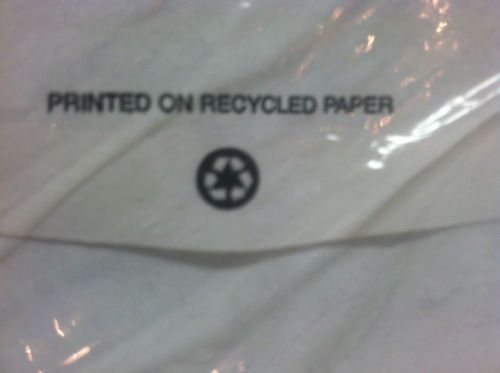 PRINTED ON RECYCLED PAPER